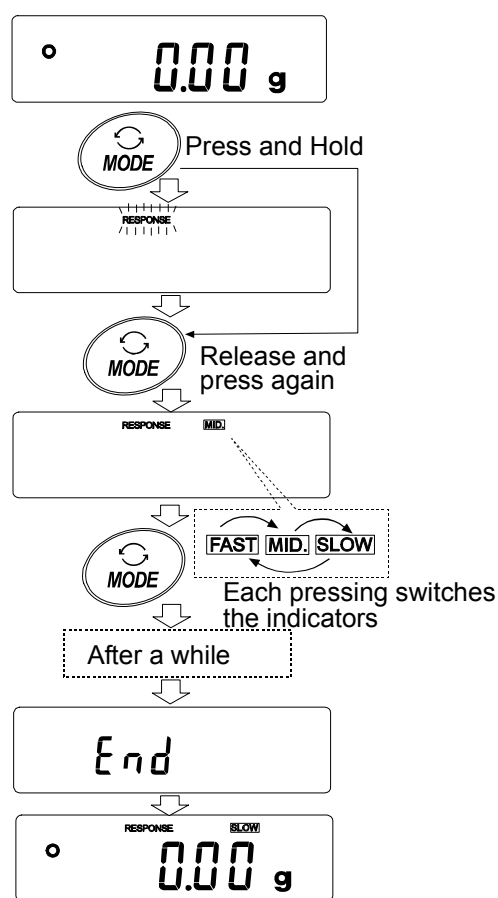 0.00 g
MODE
Press and Hold
RESPONSE
MODE
Release and
press again
RESPONSE MID.
FAST MID. SLOW
MODE
Each pressing switches
the indicators
After a while
End
RESPONSE SLOW
0.00 g